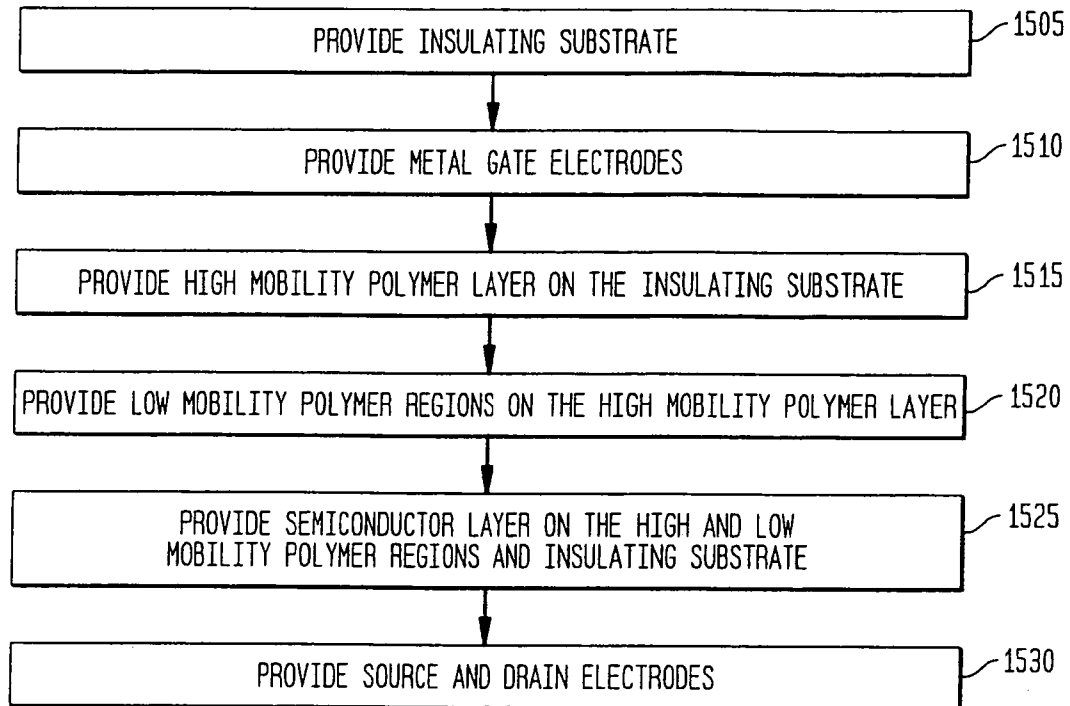 PROVIDE INSULATING SUBSTRATE
1505
PROVIDE METAL GATE ELECTRODES
1510
PROVIDE HIGH MOBILITY POLYMER LAYER ON THE INSULATING SUBSTRATE
1515
PROVIDE LOW MOBILITY POLYMER REGIONS ON THE HIGH MOBILITY POLYMER LAYER
1520
PROVIDE SEMICONDUCTOR LAYER ON THE HIGH AND LOW
MOBILITY POLYMER REGIONS AND INSULATING SUBSTRATE
1525
PROVIDE SOURCE AND DRAIN ELECTRODES
1530